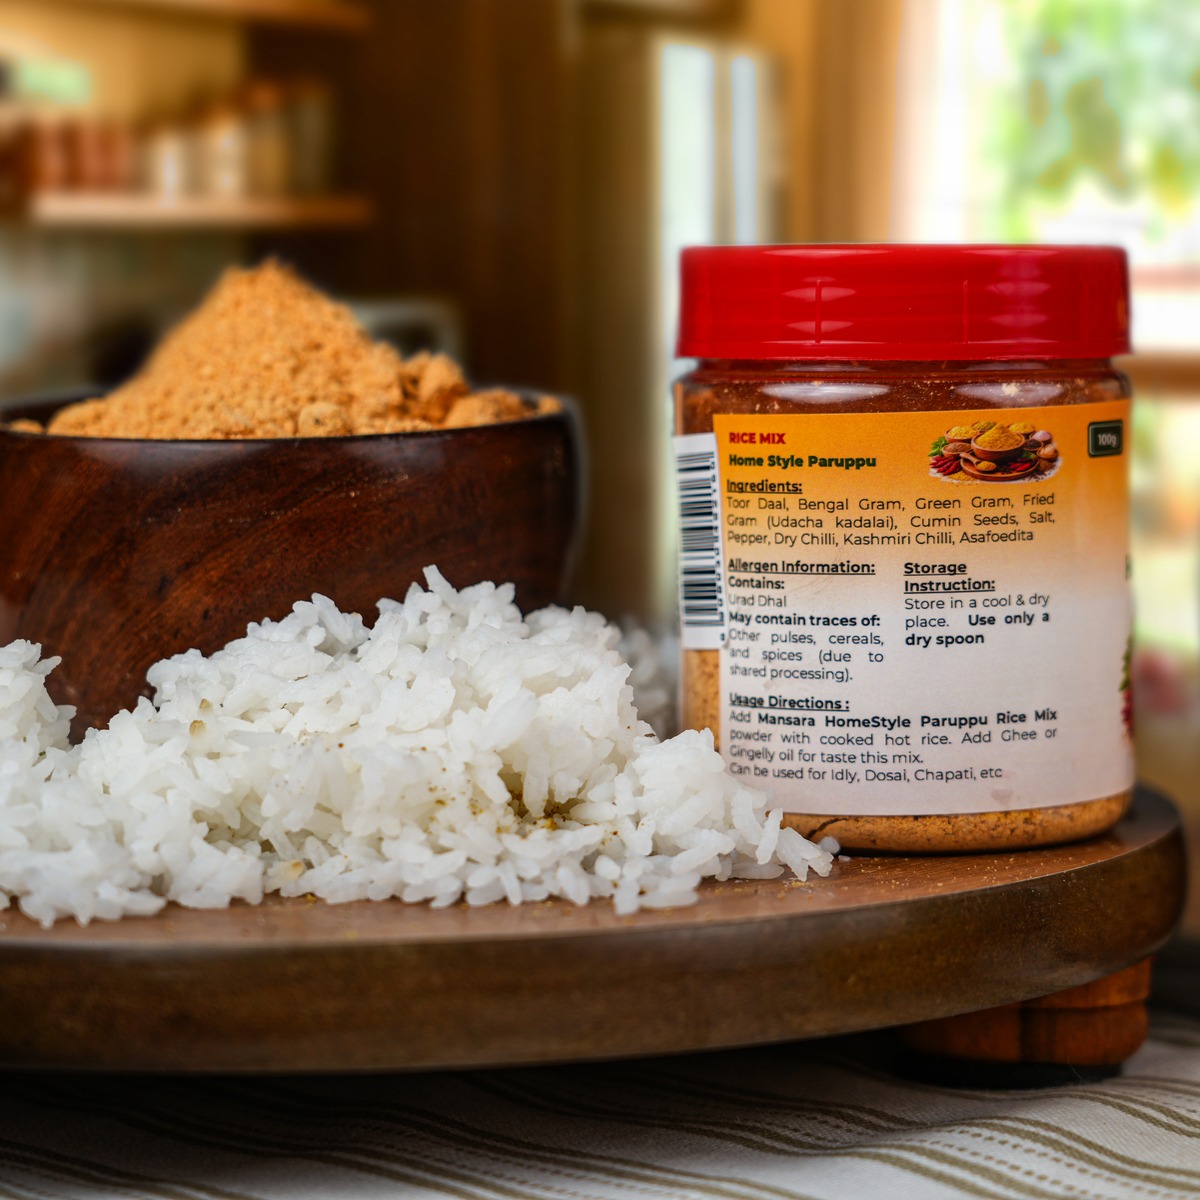 RICE MIX
Home Style Paruppu
100g
Ingredients:
Toor Daal, Bengal Gram, Green Gram, Fried
Gram (Udacha kadalai), Cumin Seeds, Salt,
Pepper, Dry Chilli, Kashmiri Chilli, Asafoedita
Allergen Information:
Contains:
Urad Dhal
May contain traces of:
Other pulses, cereals,
and spices (due to
shared processing).
Storage
Instruction:
Store in a cool & dry
place. Use only a
dry spoon
Usage Directions :
Add Mansara HomeStyle Paruppu Rice Mix
powder with cooked hot rice. Add Ghee or
Gingelly oil for taste this mix.
Can be used for Idly, Dosai, Chapati, etc